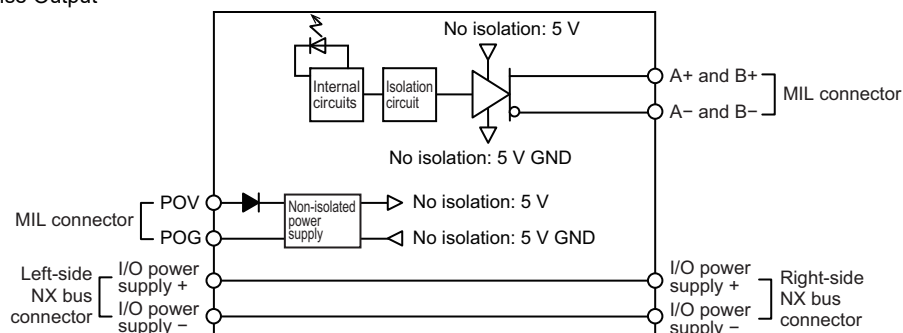 No isolation: 5 V
Internal
circuits
Isolation
circuit
A+ and B+
A− and B−
MIL connector
No isolation: 5 V GND
MIL connector
POV
POG
Non-isolated
power
supply
No isolation: 5 V
No isolation: 5 V GND
Left-side
NX bus
connector
I/O power
supply +
I/O power
supply −
I/O power
supply +
I/O power
supply −
Right-side
NX bus
connector